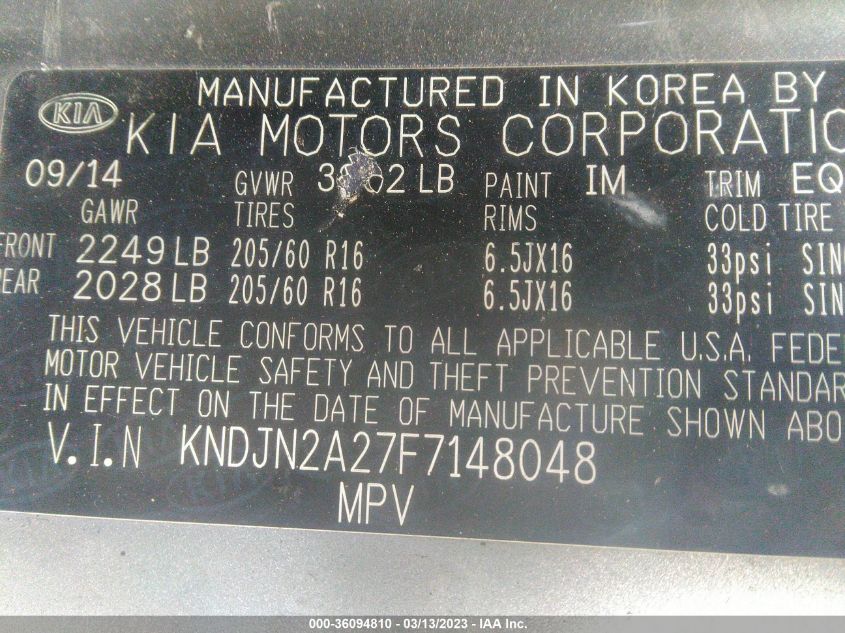 MANUFACTURED IN KOREA BY
KIA KIA MOTORS CORPORATIO
09/14 GVWR LB PAINT IM TRIM EQ
GAWR TIRES RIMS COLD TIRE
FRONT 2249 LB 205/60 R16 6.5JX16 33psi SIN
EAR 2028 LB 205/60 R16 6.5JX16 33psi SIN
THIS VEHICLE CONFORMS TO ALL APPLICABLE U.S.A. FEDE
MOTOR VEHICLE SAFETY AND THEFT PREVENTION STANDAR
IN EFFECT ON THE DATE OF MANUFACTURE SHOWN ABO
V.I.N KNDJN2A27F7148048
MPV
000-36094810 / 03/13/2023 - IAA Inc.